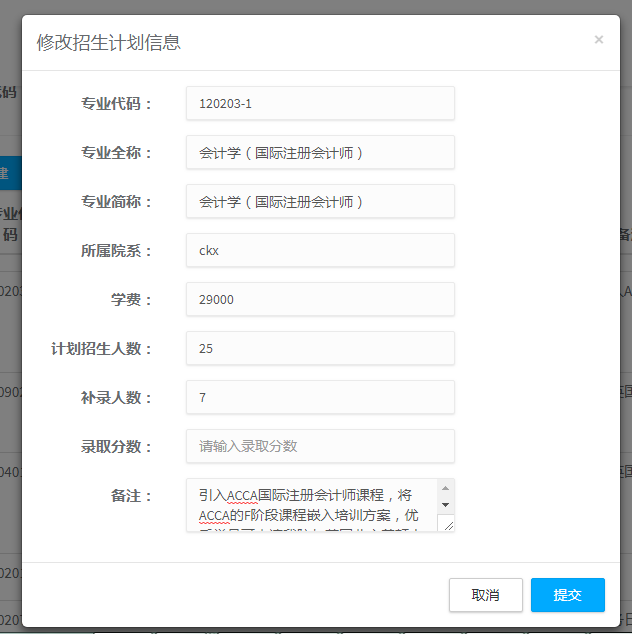 修改招生计划信息 ×
专业代码： 120203-1
专业全称： 会计学（国际注册会计师）
专业简称： 会计学（国际注册会计师）
所属院系： ckx
学费： 29000
计划招生人数： 25
补录人数： 7
录取分数： 请输入录取分数
备注： 引入ACCA国际注册会计师课程，将
ACCA的F阶段课程嵌入培训方案，优
取消 提交